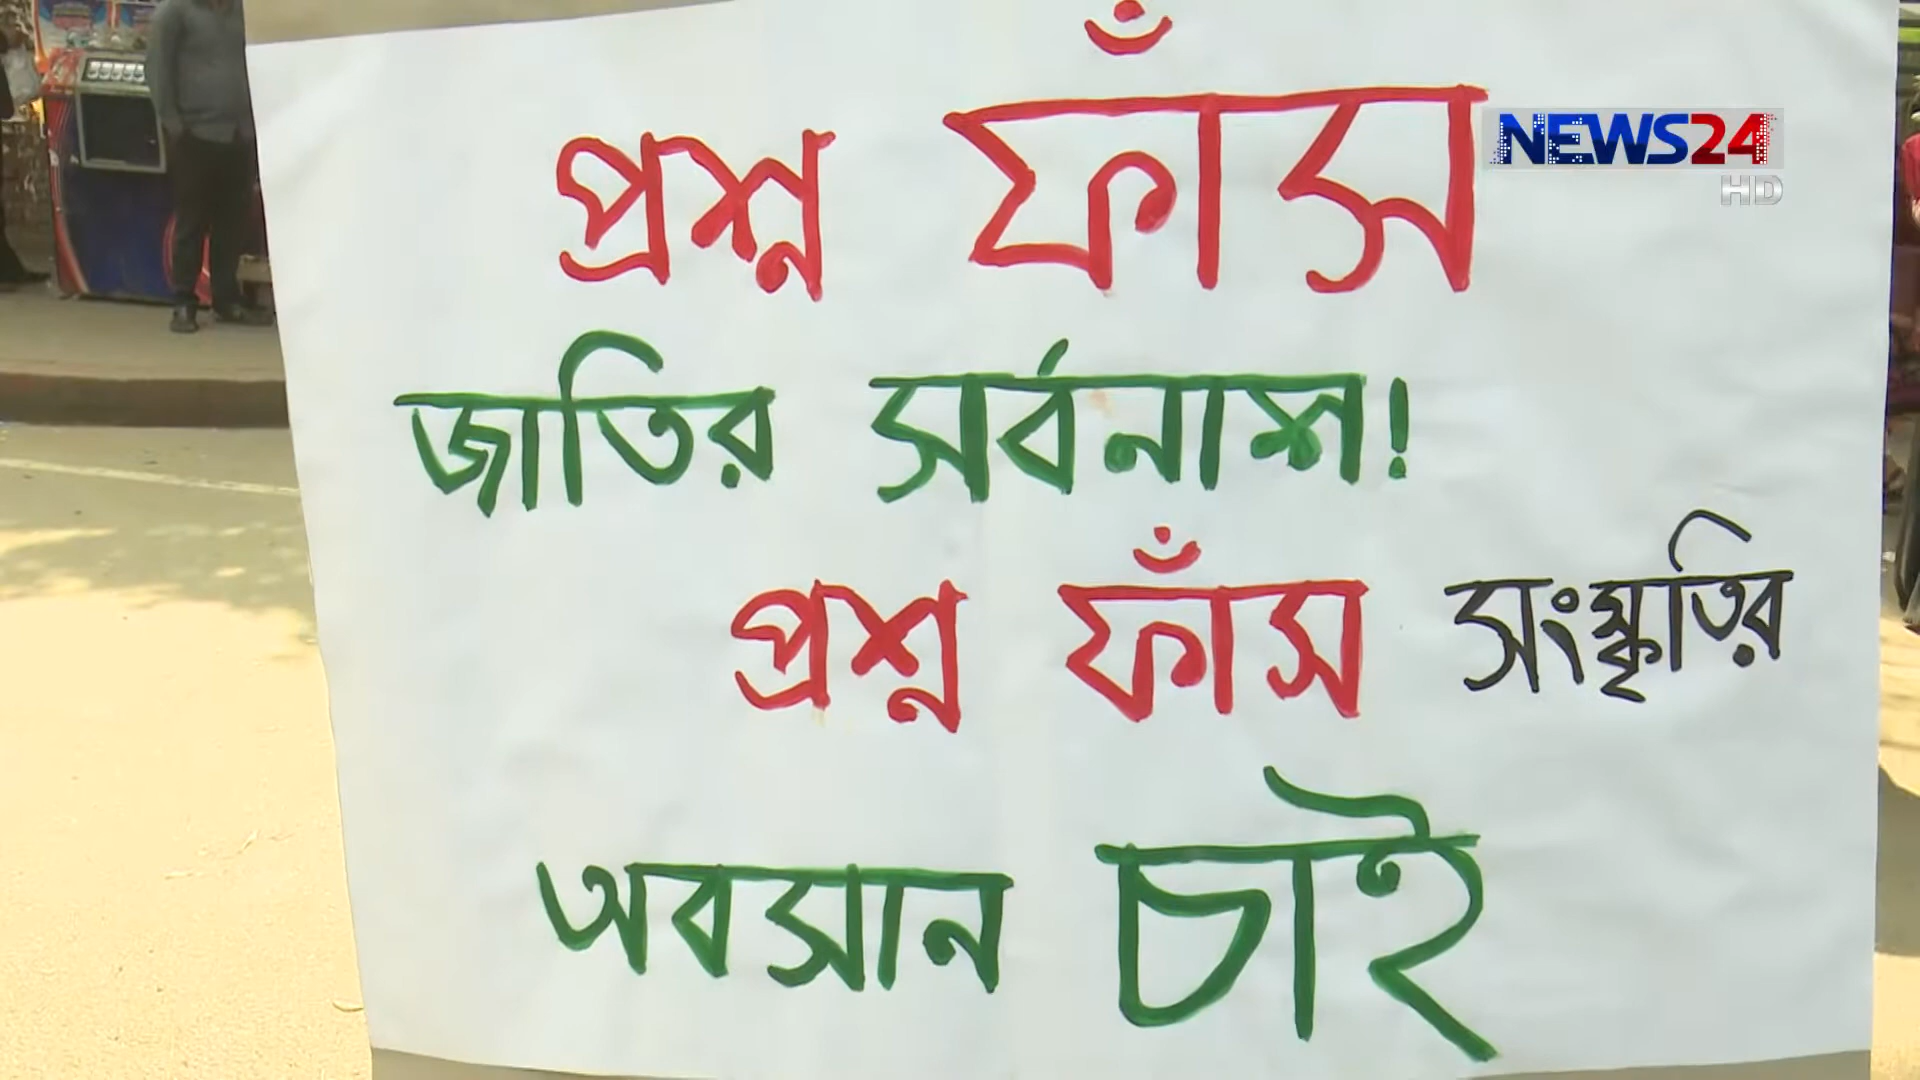 প্রশ্ন ফাঁস
NEWS24
HD
জাতির সর্বনাশ!
প্রশ্ন ফাঁস সংস্কৃতির
অবসান চাই